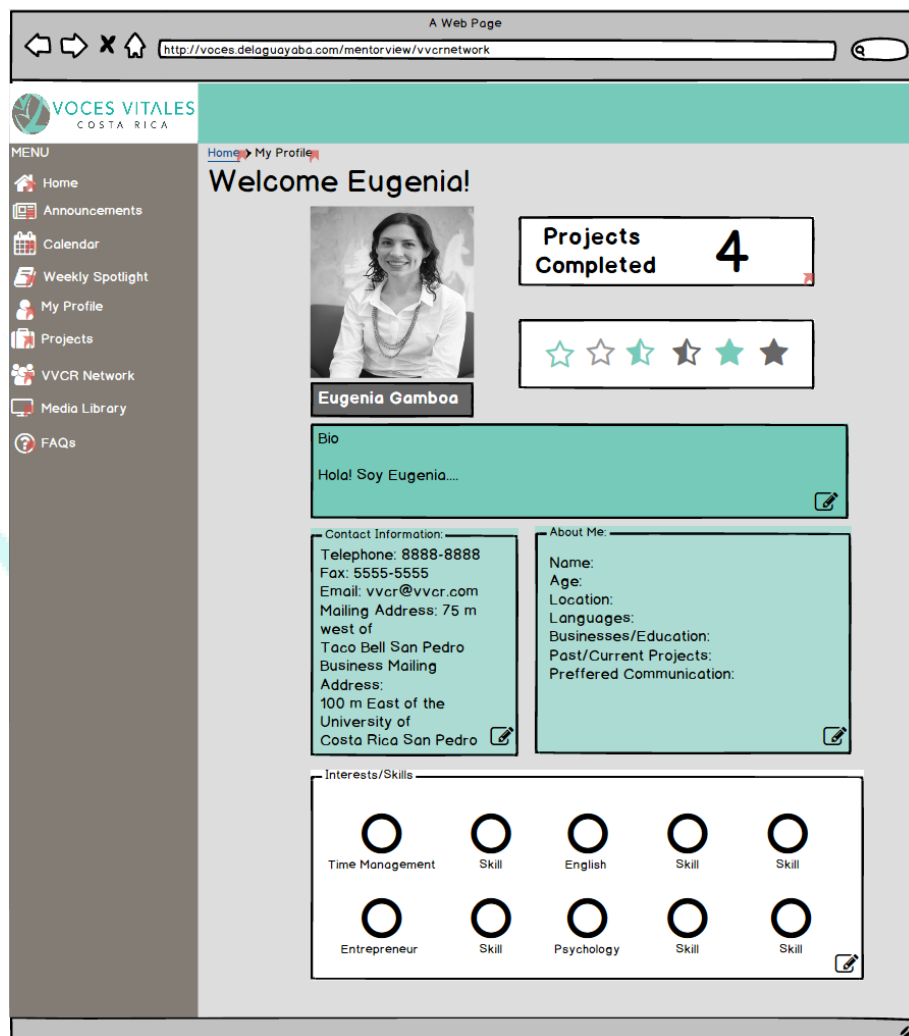 A Web Page
http://voces.delaguayaba.com/mentorview/vvcrnetwork
VOCES VITALES
COSTA RICA
MENU
Home
Announcements
Calendar
Weekly Spotlight
My Profile
Projects
VVCR Network
Media Library
FAQs
Home > My Profile
Welcome Eugenia!
Projects
Completed
4
Eugenia Gamboa
Bio
Hola! Soy Eugenia....
Contact Information:
Telephone: 8888-8888
Fax: 5555-5555
Email: vvcr@vvcr.com
Mailing Address: 75 m
west of
Taco Bell San Pedro
Business Mailing
Address:
100 m East of the
University of
Costa Rica San Pedro
About Me:
Name:
Age:
Location:
Languages:
Businesses/Education:
Past/Current Projects:
Preffered Communication:
Interests/Skills
Time Management
Skill
English
Skill
Skill
Entrepreneur
Skill
Psychology
Skill
Skill